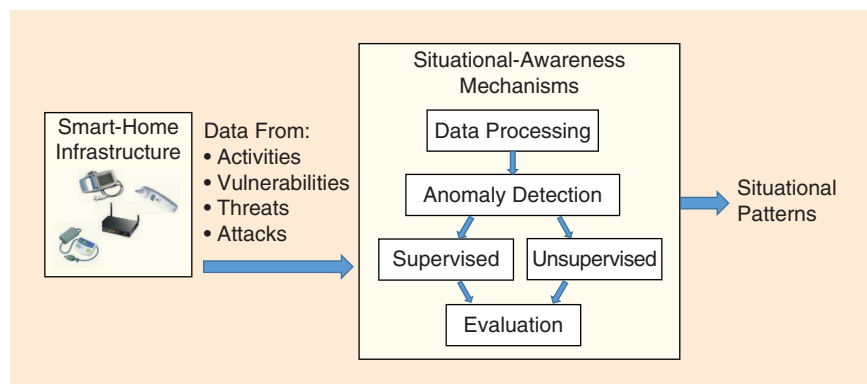 Smart-Home
Infrastructure
Data From:
• Activities
• Vulnerabilities
• Threats
• Attacks
Situational-Awareness
Mechanisms
Data Processing
Anomaly Detection
Supervised
Unsupervised
Evaluation
Situational
Patterns